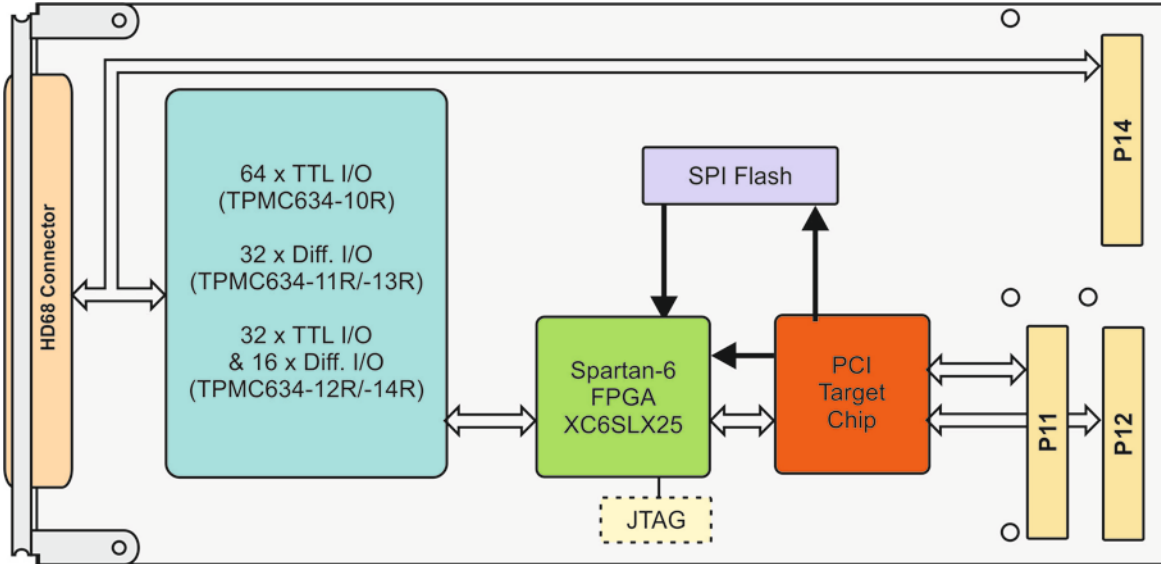 HD68 Connector
64 x TTL I/O
(TPMC634-10R)
32 x Diff. I/O
(TPMC634-11R/-13R)
32 x TTL I/O
& 16 x Diff. I/O
(TPMC634-12R/-14R)
SPI Flash
Spartan-6
FPGA
XC6SLX25
JTAG
PCI
Target
Chip
P14
P11
P12